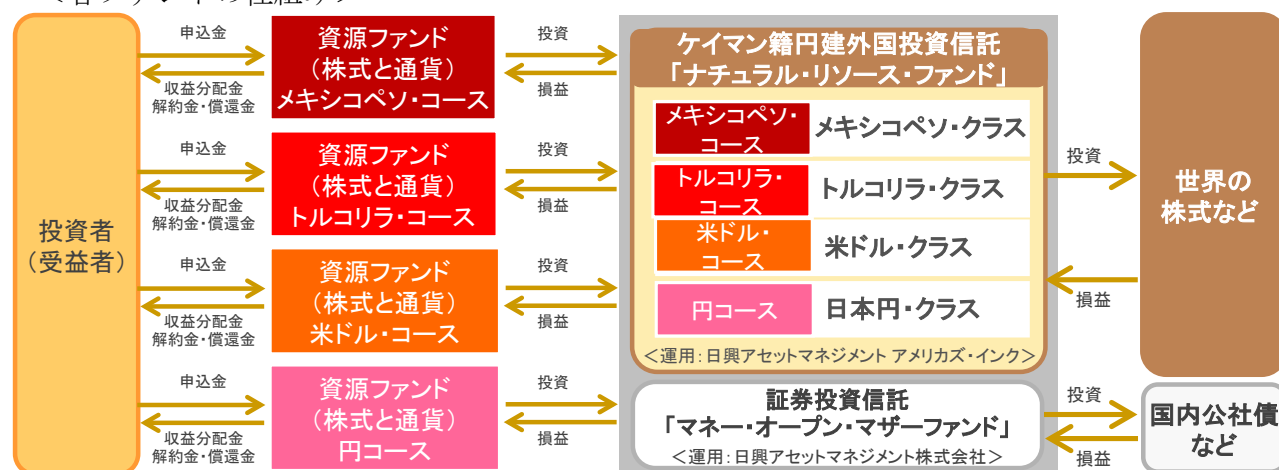 投資者
（受益者）
申込金
収益分配金
解約金・償還金
資源ファンド
（株式と通貨）
メキシコペソ・コース
投資
損益
申込金
収益分配金
解約金・償還金
資源ファンド
（株式と通貨）
トルコリラ・コース
投資
損益
申込金
収益分配金
解約金・償還金
資源ファンド
（株式と通貨）
米ドル・コース
投資
損益
申込金
収益分配金
解約金・償還金
資源ファンド
（株式と通貨）
円コース
投資
損益
ケイマン籍円建外国投資信託
「ナチュラル・リソース・ファンド」
メキシコペソ・
コース
メキシコペソ・クラス
トルコリラ・
コース
トルコリラ・クラス
米ドル・
コース
米ドル・クラス
円コース
日本円・クラス
＜運用：日興アセットマネジメント アメリカズ・インク＞
証券投資信託
「マネー・オープン・マザーファンド」
＜運用：日興アセットマネジメント株式会社＞
投資
損益
世界の
株式など
投資
損益
国内公社債
など